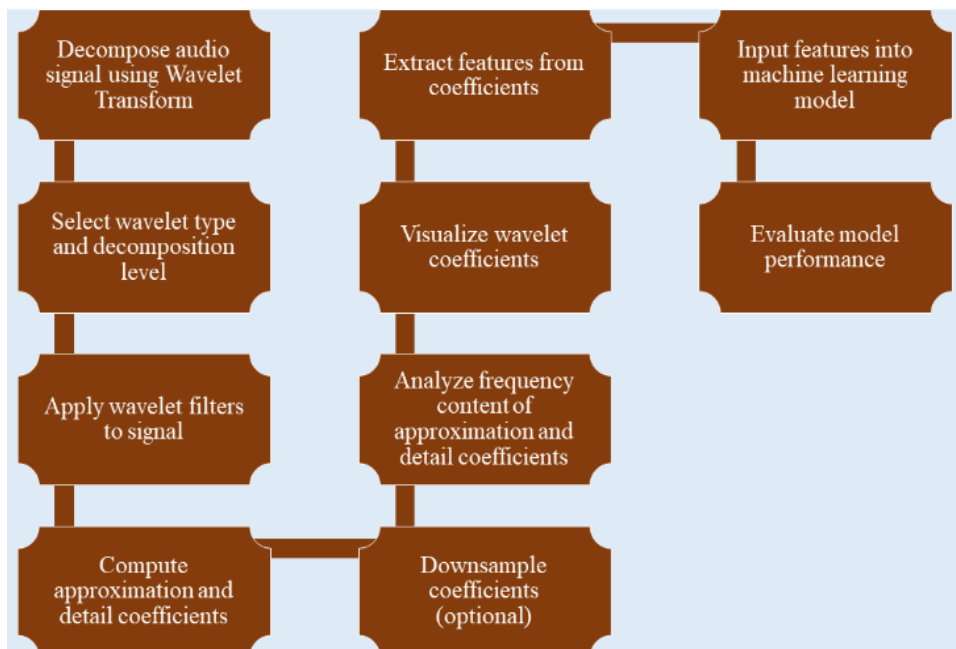 Decompose audio
signal using Wavelet
Transform
Select wavelet type
and decomposition
level
Apply wavelet filters
to signal
Compute
approximation and
detail coefficients
Downsample
coefficients
(optional)
Analyze frequency
content of
approximation and
detail coefficients
Visualize wavelet
coefficients
Extract features from
coefficients
Input features into
machine learning
model
Evaluate model
performance